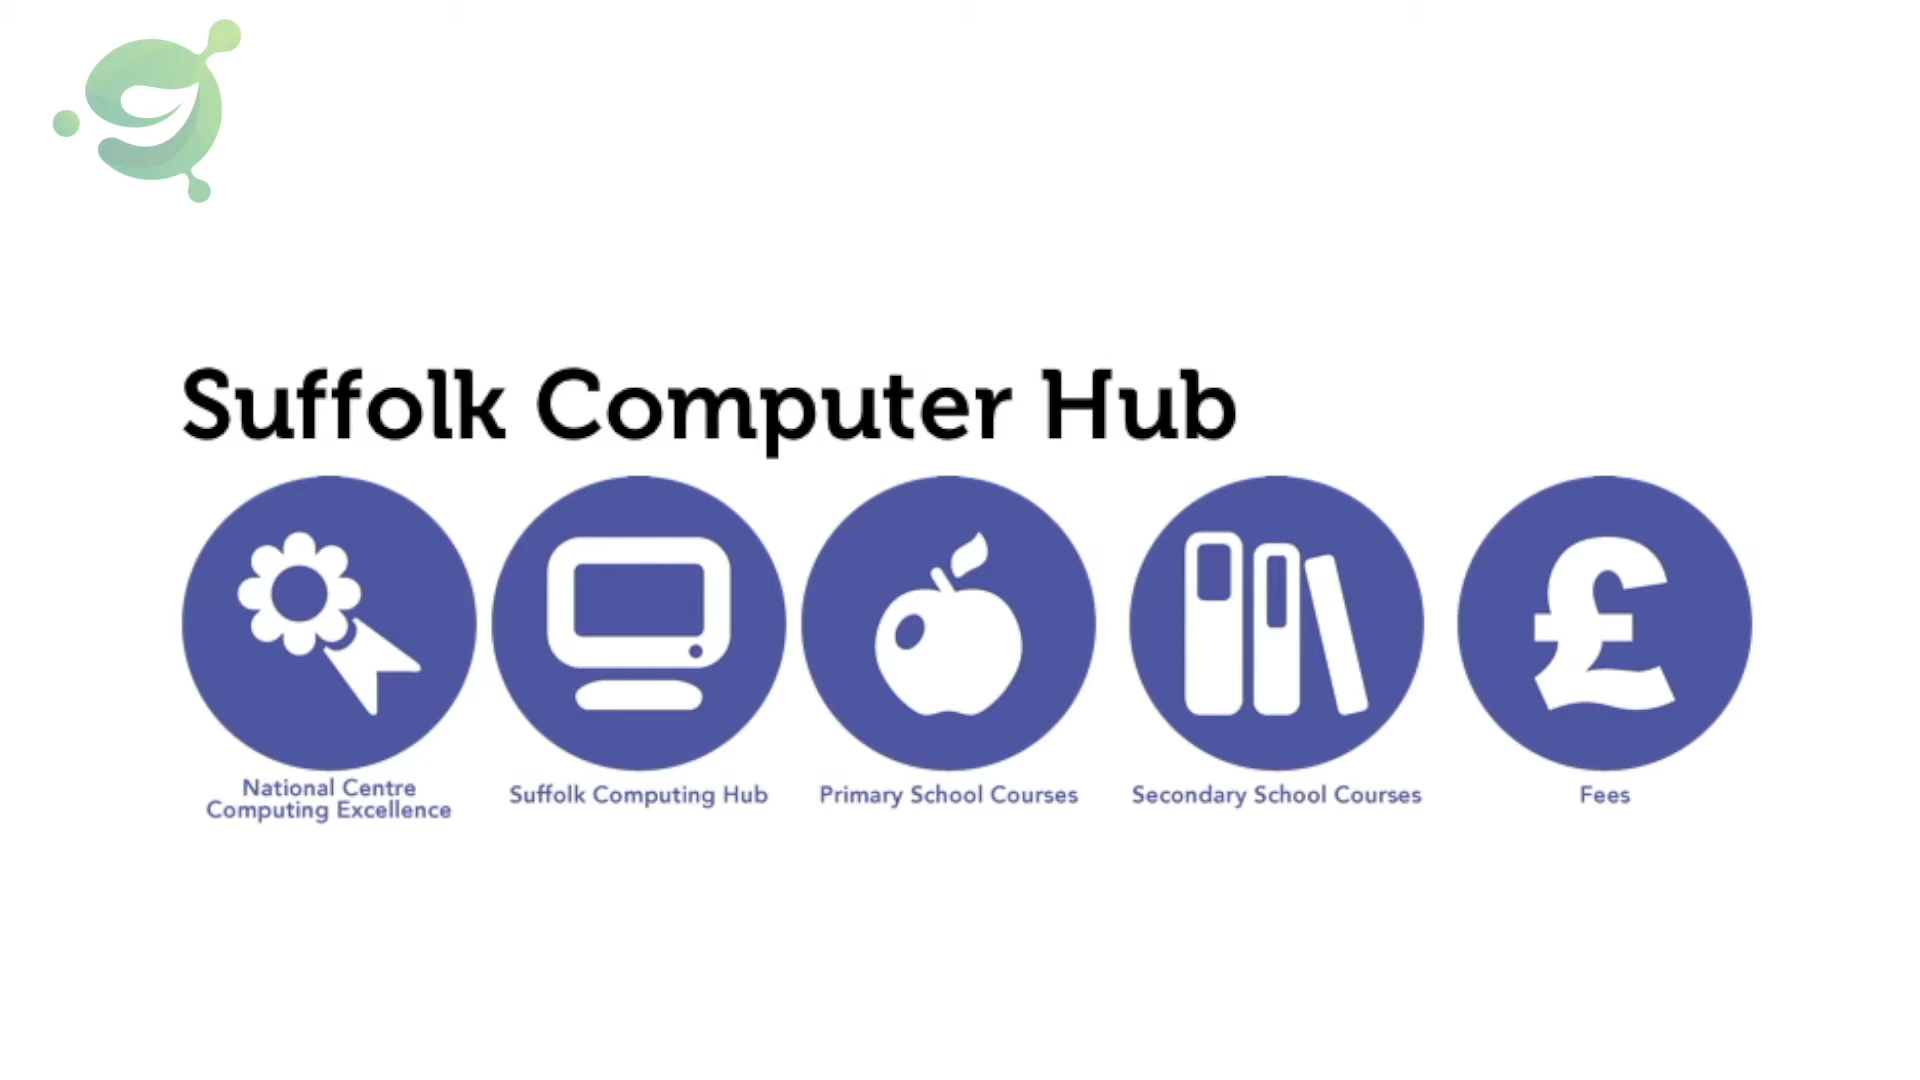 Suffolk Computer Hub
National Centre
Computing Excellence
Suffolk Computing Hub
Primary School Courses
Secondary School Courses
£
Fees